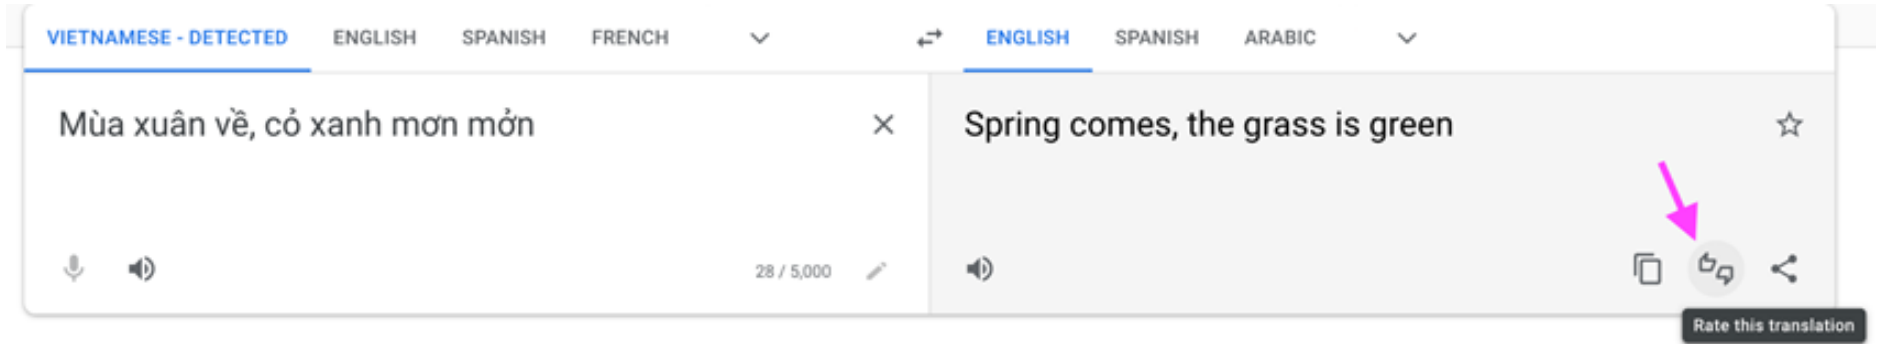 VIETNAMESE - DETECTED ENGLISH SPANISH FRENCH
ENGLISH SPANISH ARABIC
Mùa xuân về, cỏ xanh mơn mởn
Spring comes, the grass is green
28 / 5,000
Rate this translation